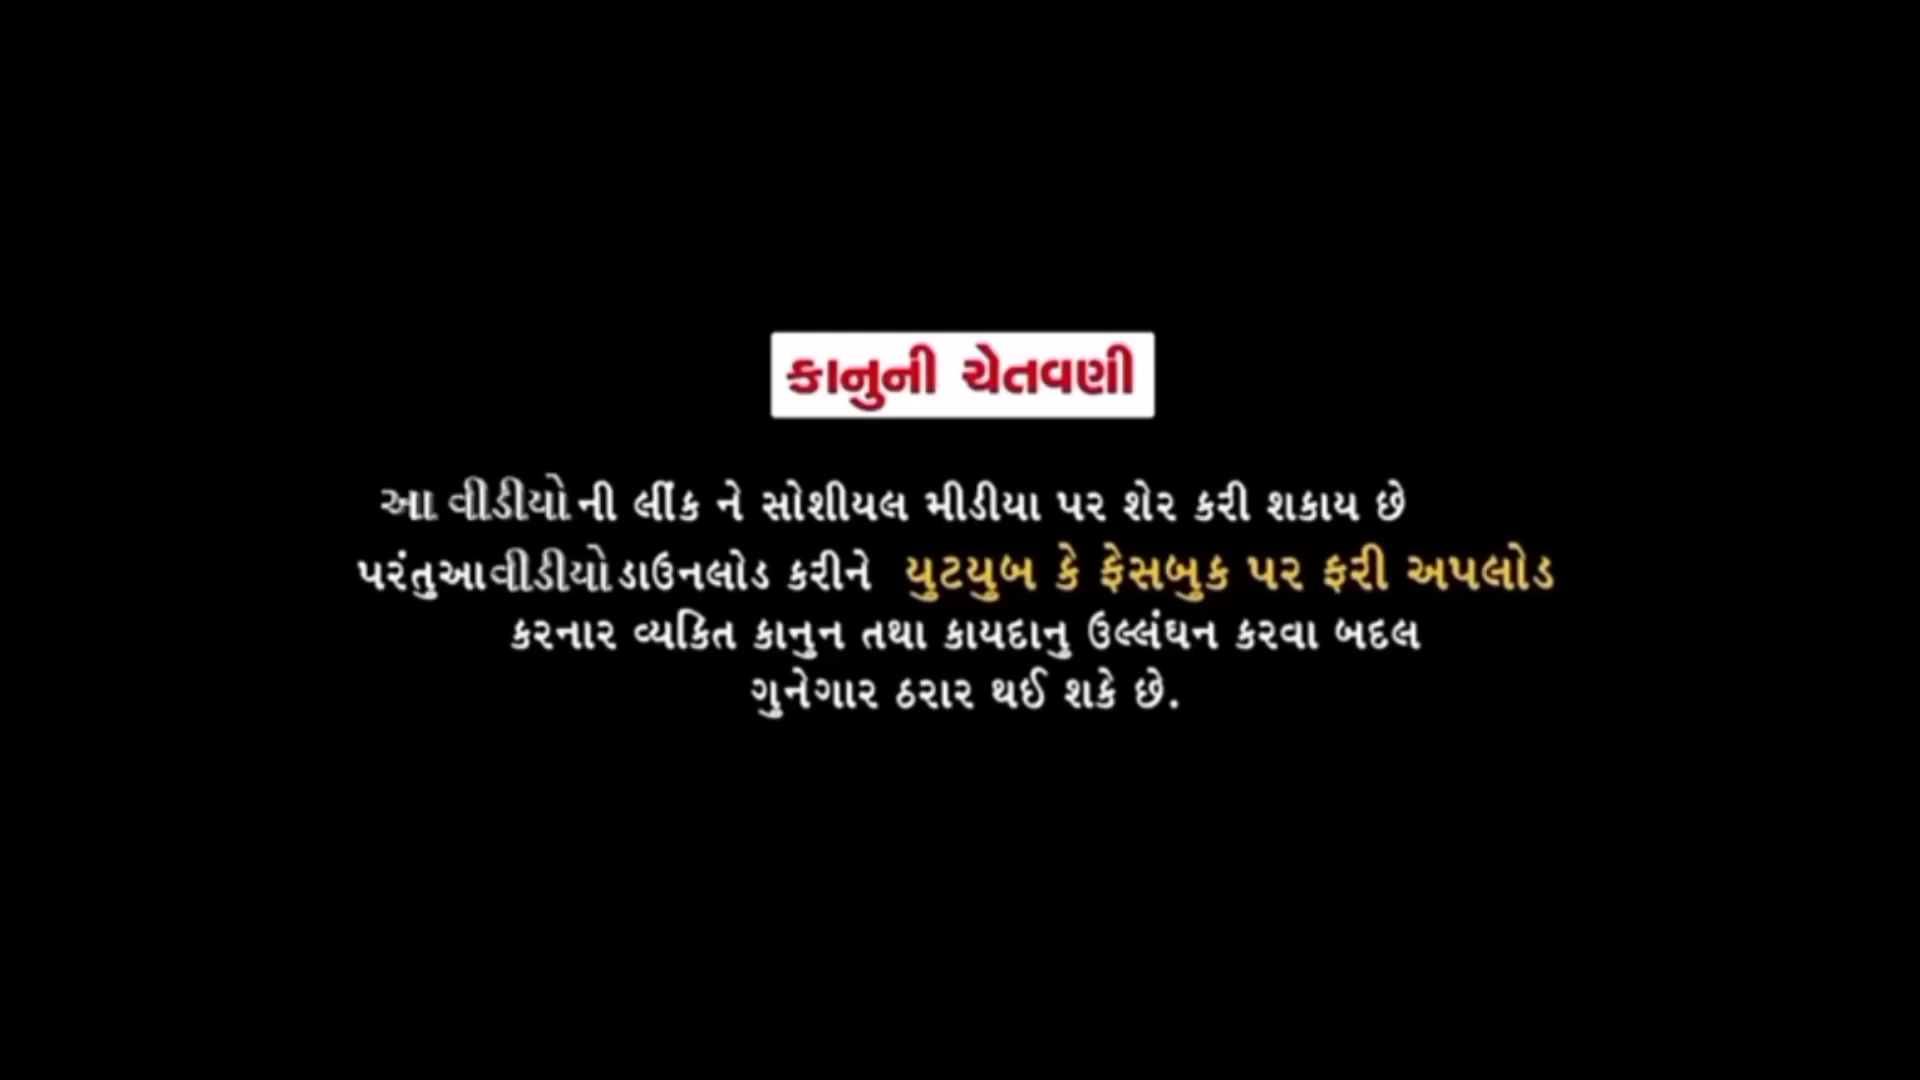 કાનુની ચેતવણી
આ વીડીયો ની લીંક ને સોશીયલ મીડીયા પર શેર કરી શકાય છે
પરંતુઆવીડીયો ડાઉનલોડ કરીને યુટયુબ કે ફેસબુક પર ફરી અપલોડ
કરનાર વ્યકિત કાનુન તથા કાયદાનુ ઉલ્લંઘન કરવા બદલ
ગુનેગાર ઠરાર થઈ શકે છે.